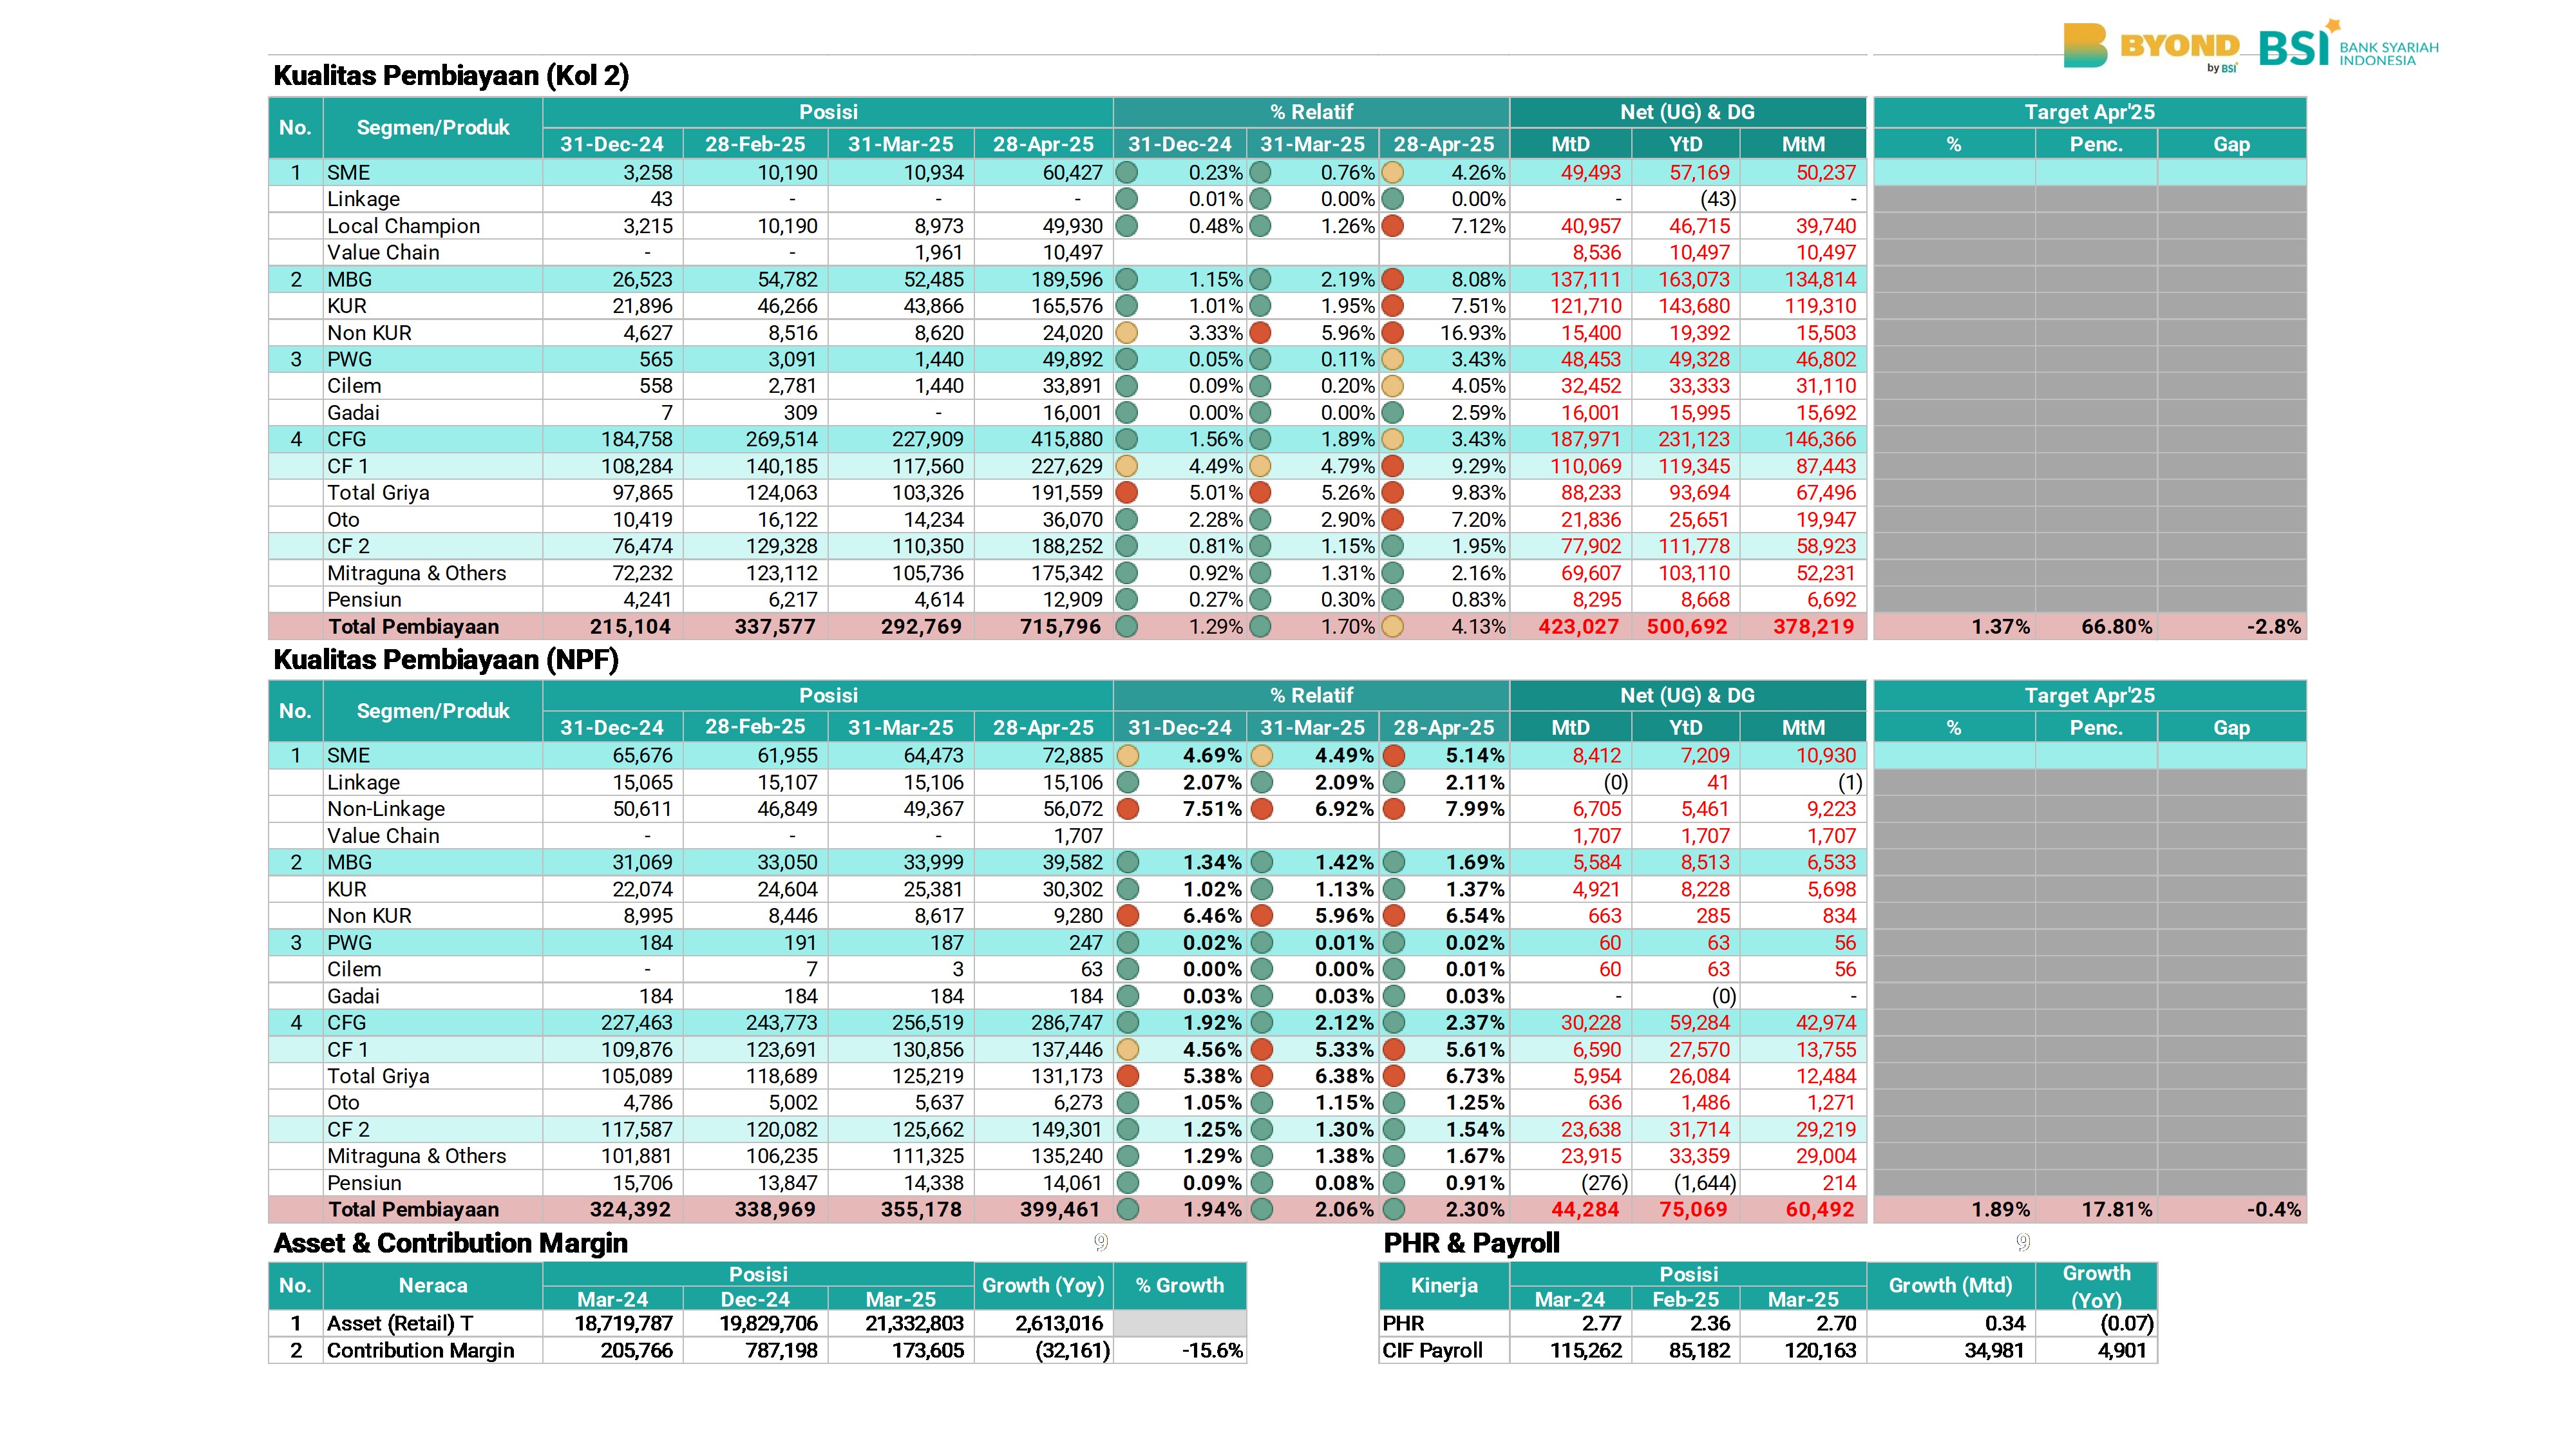 BYOND by BSI BSI BANK SYARIAH INDONESIA
Kualitas Pembiayaan (Kol 2)
No. Segmen/Produk Posisi % Relatif Net (UG) & DG Target Apr'25
31-Dec-24 28-Feb-25 31-Mar-25 28-Apr-25 31-Dec-24 31-Mar-25 28-Apr-25 MtD YtD MtM % Penc. Gap
1 SME 3,258 10,190 10,934 60,427 0.23% 0.76% 4.26% 49,493 57,169 50,237
Linkage 43 - - - 0.01% 0.00% 0.00% - (43) -
Local Champion 3,215 10,190 8,973 49,930 0.48% 1.26% 7.12% 40,957 46,715 39,740
Value Chain - - 1,961 10,497 8,536 10,497 10,497
2 MBG 26,523 54,782 52,485 189,596 1.15% 2.19% 8.08% 137,111 163,073 134,814
KUR 21,896 46,266 43,866 165,576 1.01% 1.95% 7.51% 121,710 143,680 119,310
Non KUR 4,627 8,516 8,620 24,020 3.33% 5.96% 16.93% 15,400 19,392 15,503
3 PWG 565 3,091 1,440 49,892 0.05% 0.11% 3.43% 48,453 49,328 46,802
Cilem 558 2,781 1,440 33,891 0.09% 0.20% 4.05% 32,452 33,333 31,110
Gadai 7 309 - 16,001 0.00% 0.00% 2.59% 16,001 15,995 15,692
4 CFG 184,758 269,514 227,909 415,880 1.56% 1.89% 3.43% 187,971 231,123 146,366
CF 1 108,284 140,185 117,560 227,629 4.49% 4.79% 9.29% 110,069 119,345 87,443
Total Griya 97,865 124,063 103,326 191,559 5.01% 5.26% 9.83% 88,233 93,694 67,496
Oto 10,419 16,122 14,234 36,070 2.28% 2.90% 7.20% 21,836 25,651 19,947
CF 2 76,474 129,328 110,350 188,252 0.81% 1.15% 1.95% 77,902 111,778 58,923
Mitraguna & Others 72,232 123,112 105,736 175,342 0.92% 1.31% 2.16% 69,607 103,110 52,231
Pensiun 4,241 6,217 4,614 12,909 0.27% 0.30% 0.83% 8,295 8,668 6,692
Total Pembiayaan 215,104 337,577 292,769 715,796 1.29% 1.70% 4.13% 423,027 500,692 378,219 1.37% 66.80% -2.8%
Kualitas Pembiayaan (NPF)
No. Segmen/Produk Posisi % Relatif Net (UG) & DG Target Apr'25
31-Dec-24 28-Feb-25 31-Mar-25 28-Apr-25 31-Dec-24 31-Mar-25 28-Apr-25 MtD YtD MtM % Penc. Gap
1 SME 65,676 61,955 64,473 72,885 4.69% 4.49% 5.14% 8,412 7,209 10,930
Linkage 15,065 15,107 15,106 15,106 2.07% 2.09% 2.11% (0) 41 (1)
Non-Linkage 50,611 46,849 49,367 56,072 7.51% 6.92% 7.99% 6,705 5,461 9,223
Value Chain - - - 1,707 1,707 1,707 1,707
2 MBG 31,069 33,050 33,999 39,582 1.34% 1.42% 1.69% 5,584 8,513 6,533
KUR 22,074 24,604 25,381 30,302 1.02% 1.13% 1.37% 4,921 8,228 5,698
Non KUR 8,995 8,446 8,617 9,280 6.46% 5.96% 6.54% 663 285 834
3 PWG 184 191 187 247 0.02% 0.01% 0.02% 60 63 56
Cilem - 7 3 63 0.00% 0.00% 0.01% 60 63 56
Gadai 184 184 184 184 0.03% 0.03% 0.03% - (0) -
4 CFG 227,463 243,773 256,519 286,747 1.92% 2.12% 2.37% 30,228 59,284 42,974
CF 1 109,876 123,691 130,856 137,446 4.56% 5.33% 5.61% 6,590 27,570 13,755
Total Griya 105,089 118,689 125,219 131,173 5.38% 6.38% 6.73% 5,954 26,084 12,484
Oto 4,786 5,002 5,637 6,273 1.05% 1.15% 1.25% 636 1,486 1,271
CF 2 117,587 120,082 125,662 149,301 1.25% 1.30% 1.54% 23,638 31,714 29,219
Mitraguna & Others 101,881 106,235 111,325 135,240 1.29% 1.38% 1.67% 23,915 33,359 29,004
Pensiun 15,706 13,847 14,338 14,061 0.09% 0.08% 0.91% (276) (1,644) 214
Total Pembiayaan 324,392 338,969 355,178 399,461 1.94% 2.06% 2.30% 44,284 75,069 60,492 1.89% 17.81% -0.4%
Asset & Contribution Margin 9 PHR & Payroll 9
No. Neraca Posisi Growth (Yoy) % Growth
Mar-24 Dec-24 Mar-25
1 Asset (Retail) T 18,719,787 19,829,706 21,332,803 2,613,016
2 Contribution Margin 205,766 787,198 173,605 (32,161) -15.6%
Kinerja Posisi Growth (Mtd) Growth (YoY)
Mar-24 Feb-25 Mar-25
PHR 2.77 2.36 2.70 0.34 (0.07)
CIF Payroll 115,262 85,182 120,163 34,981 4,901